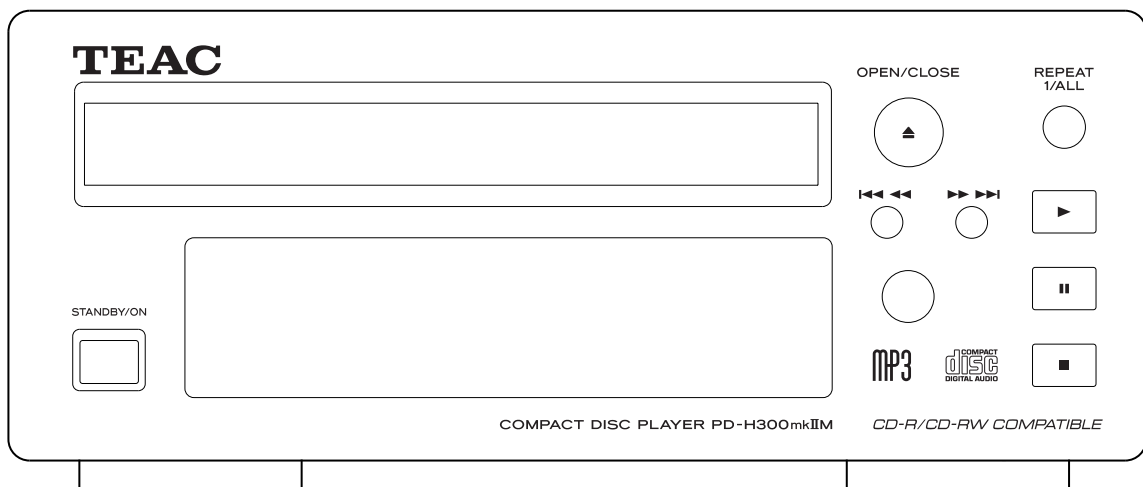 TEAC
OPEN/CLOSE
REPEAT
1/ALL
STANDBY/ON
MP3
COMPACT
disc
DIGITAL AUDIO
COMPACT DISC PLAYER PD-H300mkⅡM
CD-R/CD-RW COMPATIBLE